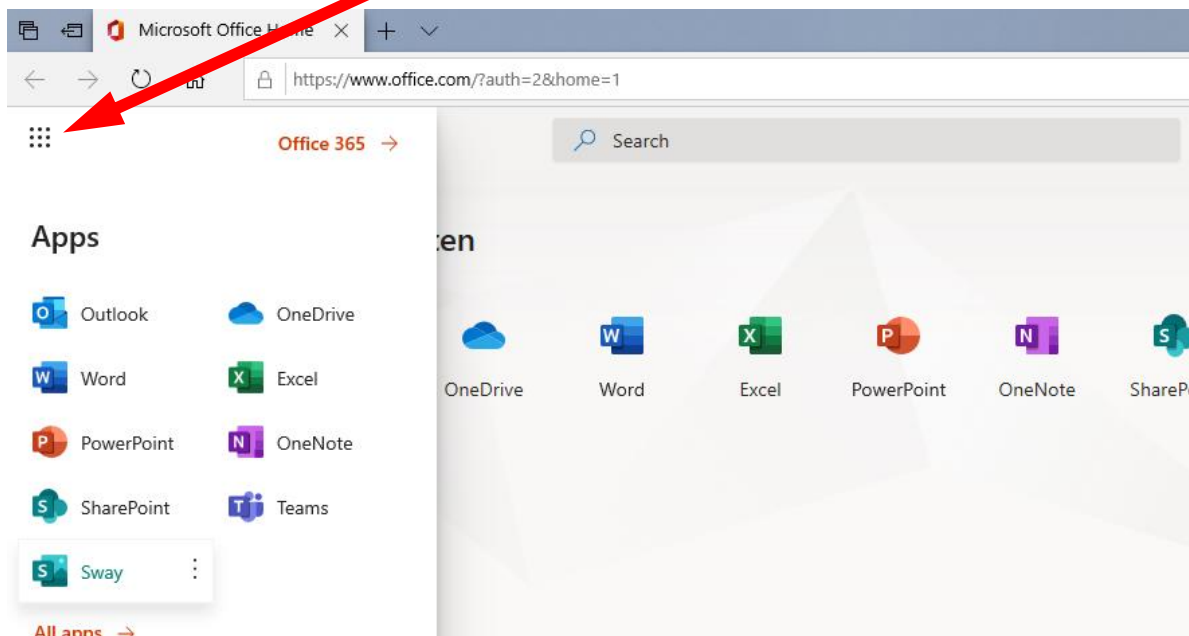 Microsoft Office Home
https://www.office.com/?auth=2&home=1
Office 365 →
Search
Apps
Outlook
OneDrive
Word
Excel
PowerPoint
OneNote
SharePoint
Teams
Sway
All apps →
OneDrive
Word
Excel
PowerPoint
OneNote